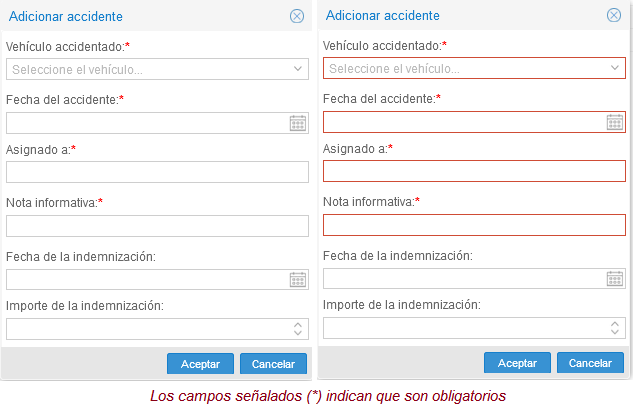 Adicionar accidente
Vehículo accidentado:*
Seleccione el vehículo...
Fecha del accidente:*
Asignado a:*
Nota informativa:*
Fecha de la indemnización:
Importe de la indemnización:
Aceptar Cancelar
Adicionar accidente
Vehículo accidentado:*
Seleccione el vehículo...
Fecha del accidente:*
Asignado a:*
Nota informativa:*
Fecha de la indemnización:
Importe de la indemnización:
Aceptar Cancelar
Los campos señalados (*) indican que son obligatorios